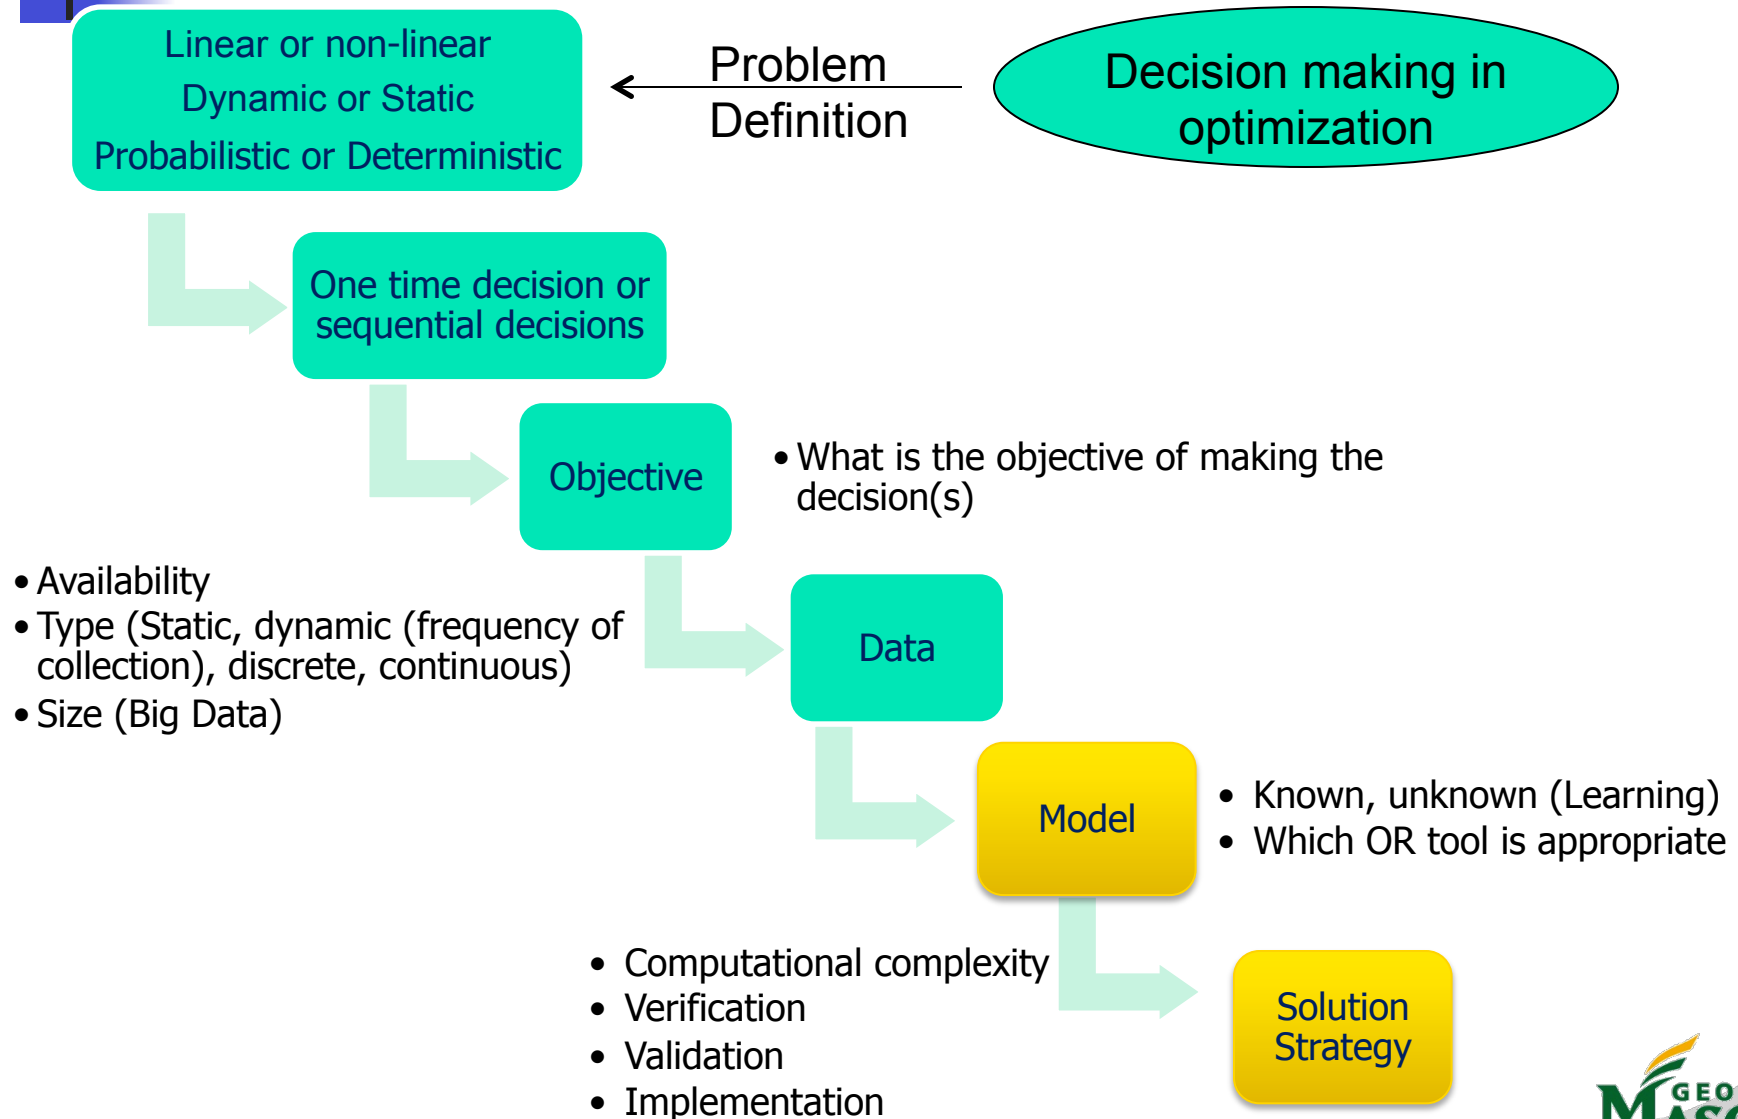 Linear or non-linear
Dynamic or Static
Probabilistic or Deterministic
Problem
Definition
Decision making in
optimization
One time decision or
sequential decisions
Objective
• What is the objective of making the
decision(s)
• Availability
• Type (Static, dynamic (frequency of
collection), discrete, continuous)
• Size (Big Data)
Data
Model
• Known, unknown (Learning)
• Which OR tool is appropriate
• Computational complexity
• Verification
• Validation
• Implementation
Solution
Strategy